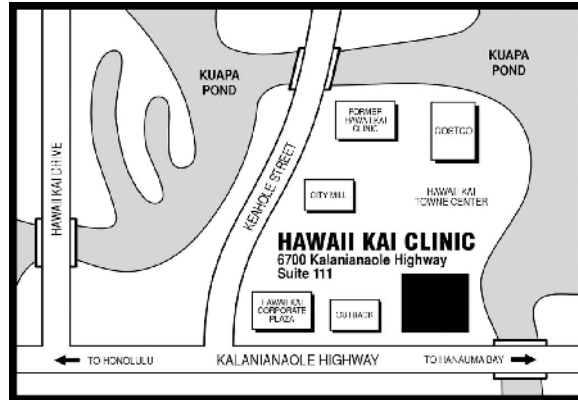 KUAPA
POND
KUAPA
POND
FORMER
HAWAII KAI
CLINIC
COSTCO
HAWAII KAI DRIVE
KEAHOLE STREET
CITY MILL
HAWAII KAI
TOWNE CENTER
HAWAII KAI CLINIC
6700 Kalanianaole Highway
Suite 111
HAWAII KAI
CORPORATE
PLAZA
OUTBACK
TO HONOLULU
KALANIANAOLE HIGHWAY
TO HANAUMA BAY